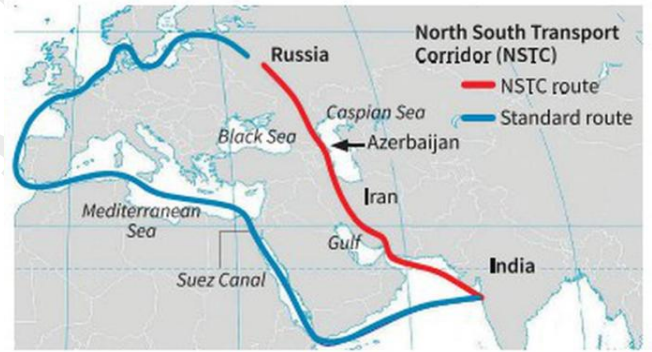 North South Transport
Corridor (NSTC)
NSTC route
Standard route
Russia
Caspian Sea
Black Sea
Azerbaijan
Iran
Mediterranean
Sea
Gulf
Suez Canal
India